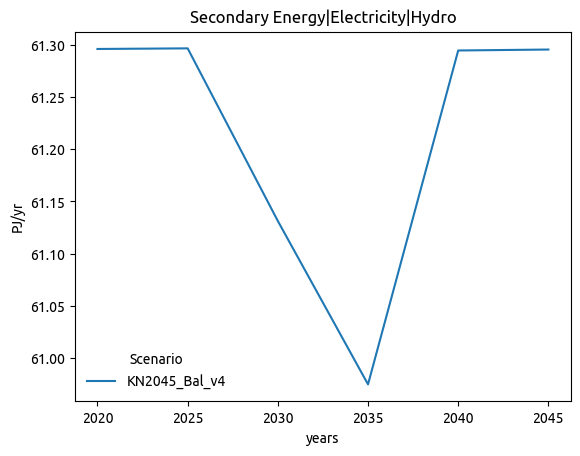 Secondary Energy|Electricity|Hydro
61.30
61.25
61.20
61.15
61.10
61.05
61.00
PJ/yr
Scenario
KN2045_Bal_v4
2020 2025 2030 2035 2040 2045
years